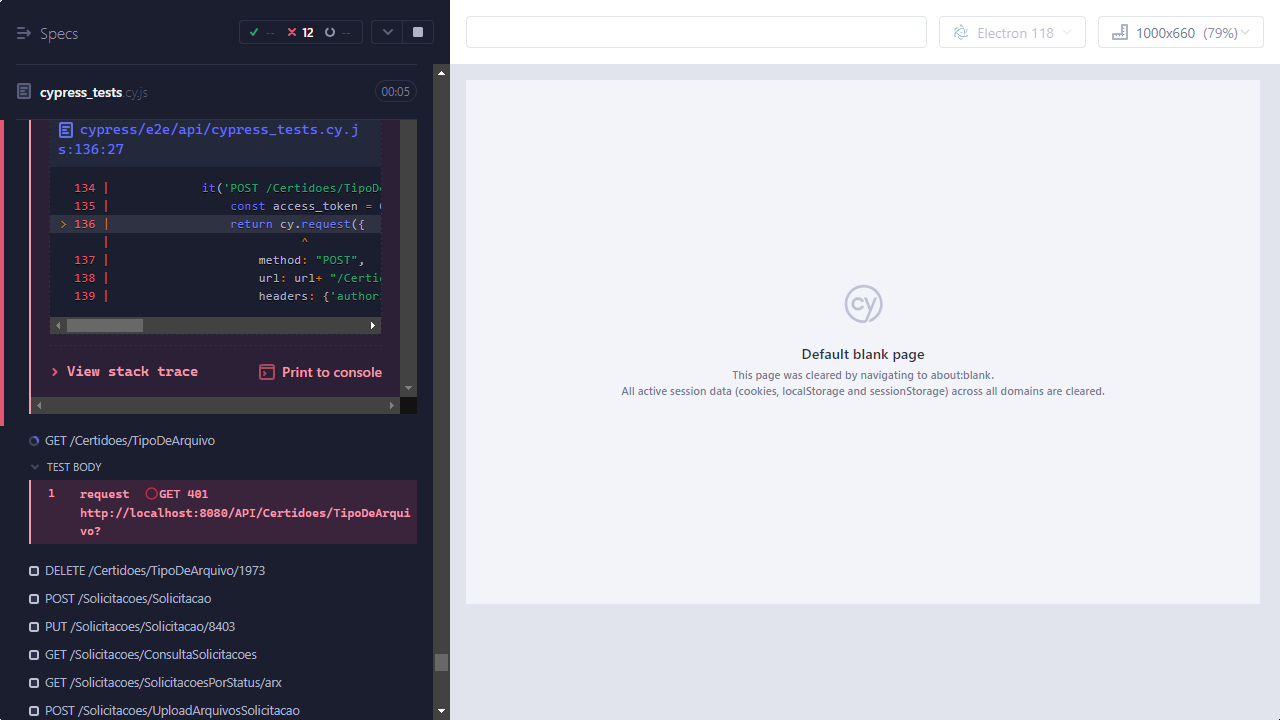 Specs
-- 12 --
Electron 118
1000x660 (79%)
cypress_tests.cy.js
00:05
cypress/e2e/api/cypress_tests.cy.j
s:136:27
134 | it('POST /Certidoes/TipoDe
135 | const access_token =
> 136 | return cy.request({
| ^
137 | method: "POST",
138 | url: url+ "/Certid
139 | headers: {'author
> View stack trace
Print to console
GET /Certidoes/TipoDeArquivo
TEST BODY
1 request GET 401
http://localhost:8080/API/Certidoes/TipoDeArqui
vo?
DELETE /Certidoes/TipoDeArquivo/1973
POST /Solicitacoes/Solicitacao
PUT /Solicitacoes/Solicitacao/8403
GET /Solicitacoes/ConsultaSolicitacoes
GET /Solicitacoes/SolicitacoesPorStatus/arx
POST /Solicitacoes/UploadArquivosSolicitacao
cy
Default blank page
This page was cleared by navigating to about:blank.
All active session data (cookies, localStorage and sessionStorage) across all domains are cleared.